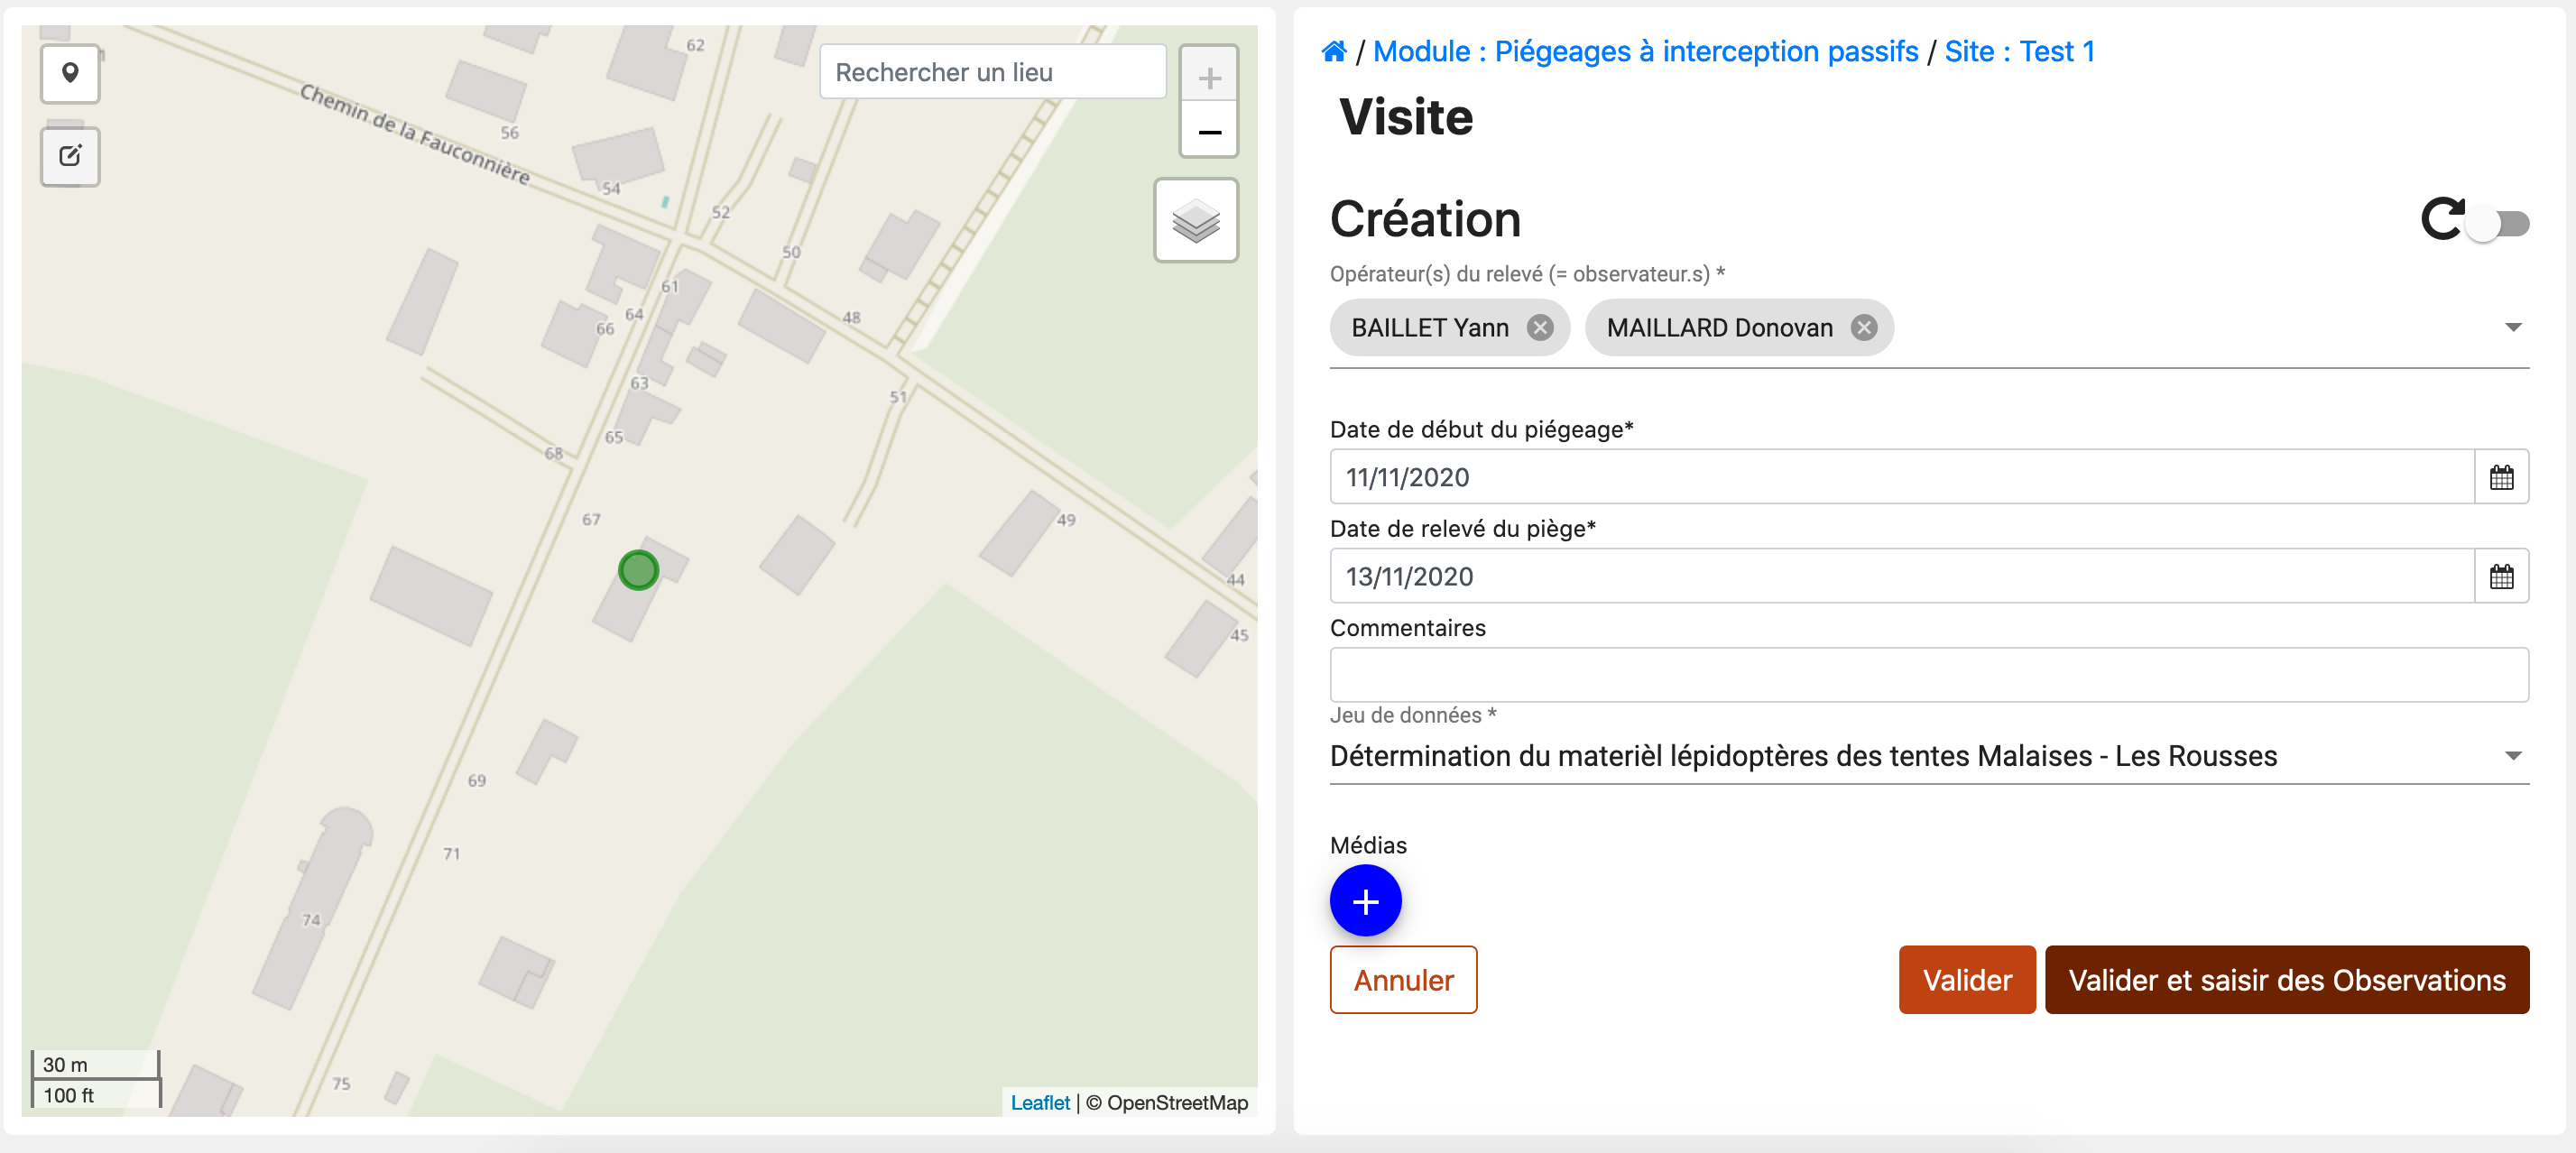 62
Rechercher un lieu
Chemin de la Fauconnière
56
54
52
50
61
64
66
48
63
51
65
68
67
49
44
45
69
71
74
75
30 m
100 ft
Leaflet | © OpenStreetMap
/ Module : Piégeages à interception passifs / Site : Test 1
Visite
Création
Opérateur(s) du relevé (= observateur.s) *
BAILLET Yann MAILLARD Donovan
Date de début du piégeage*
11/11/2020
Date de relevé du piège*
13/11/2020
Commentaires
Jeu de données *
Détermination du materièl lépidoptères des tentes Malaises - Les Rousses
Médias
+
Annuler Valider Valider et saisir des Observations